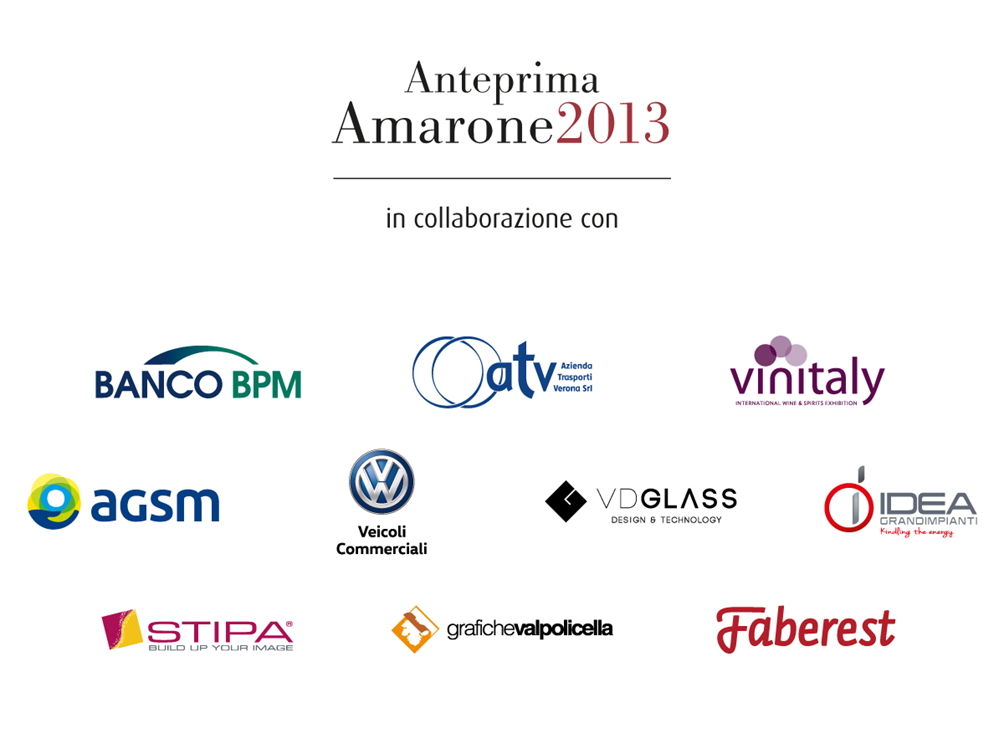 Anteprima
Amarone2013
in collaborazione con
BANCO BPM
atv
Azienda
Trasporti
Verona Srl
vinitaly
INTERNATIONAL WINE & SPIRITS EXHIBITION
agsm
VW
Veicoli
Commerciali
VDGLASS
DESIGN & TECHNOLOGY
IDEA
GRANDIMPIANTI
Kindling the energy
STIPA®
BUILD UP YOUR IMAGE
grafichevalpolicella
Faberest